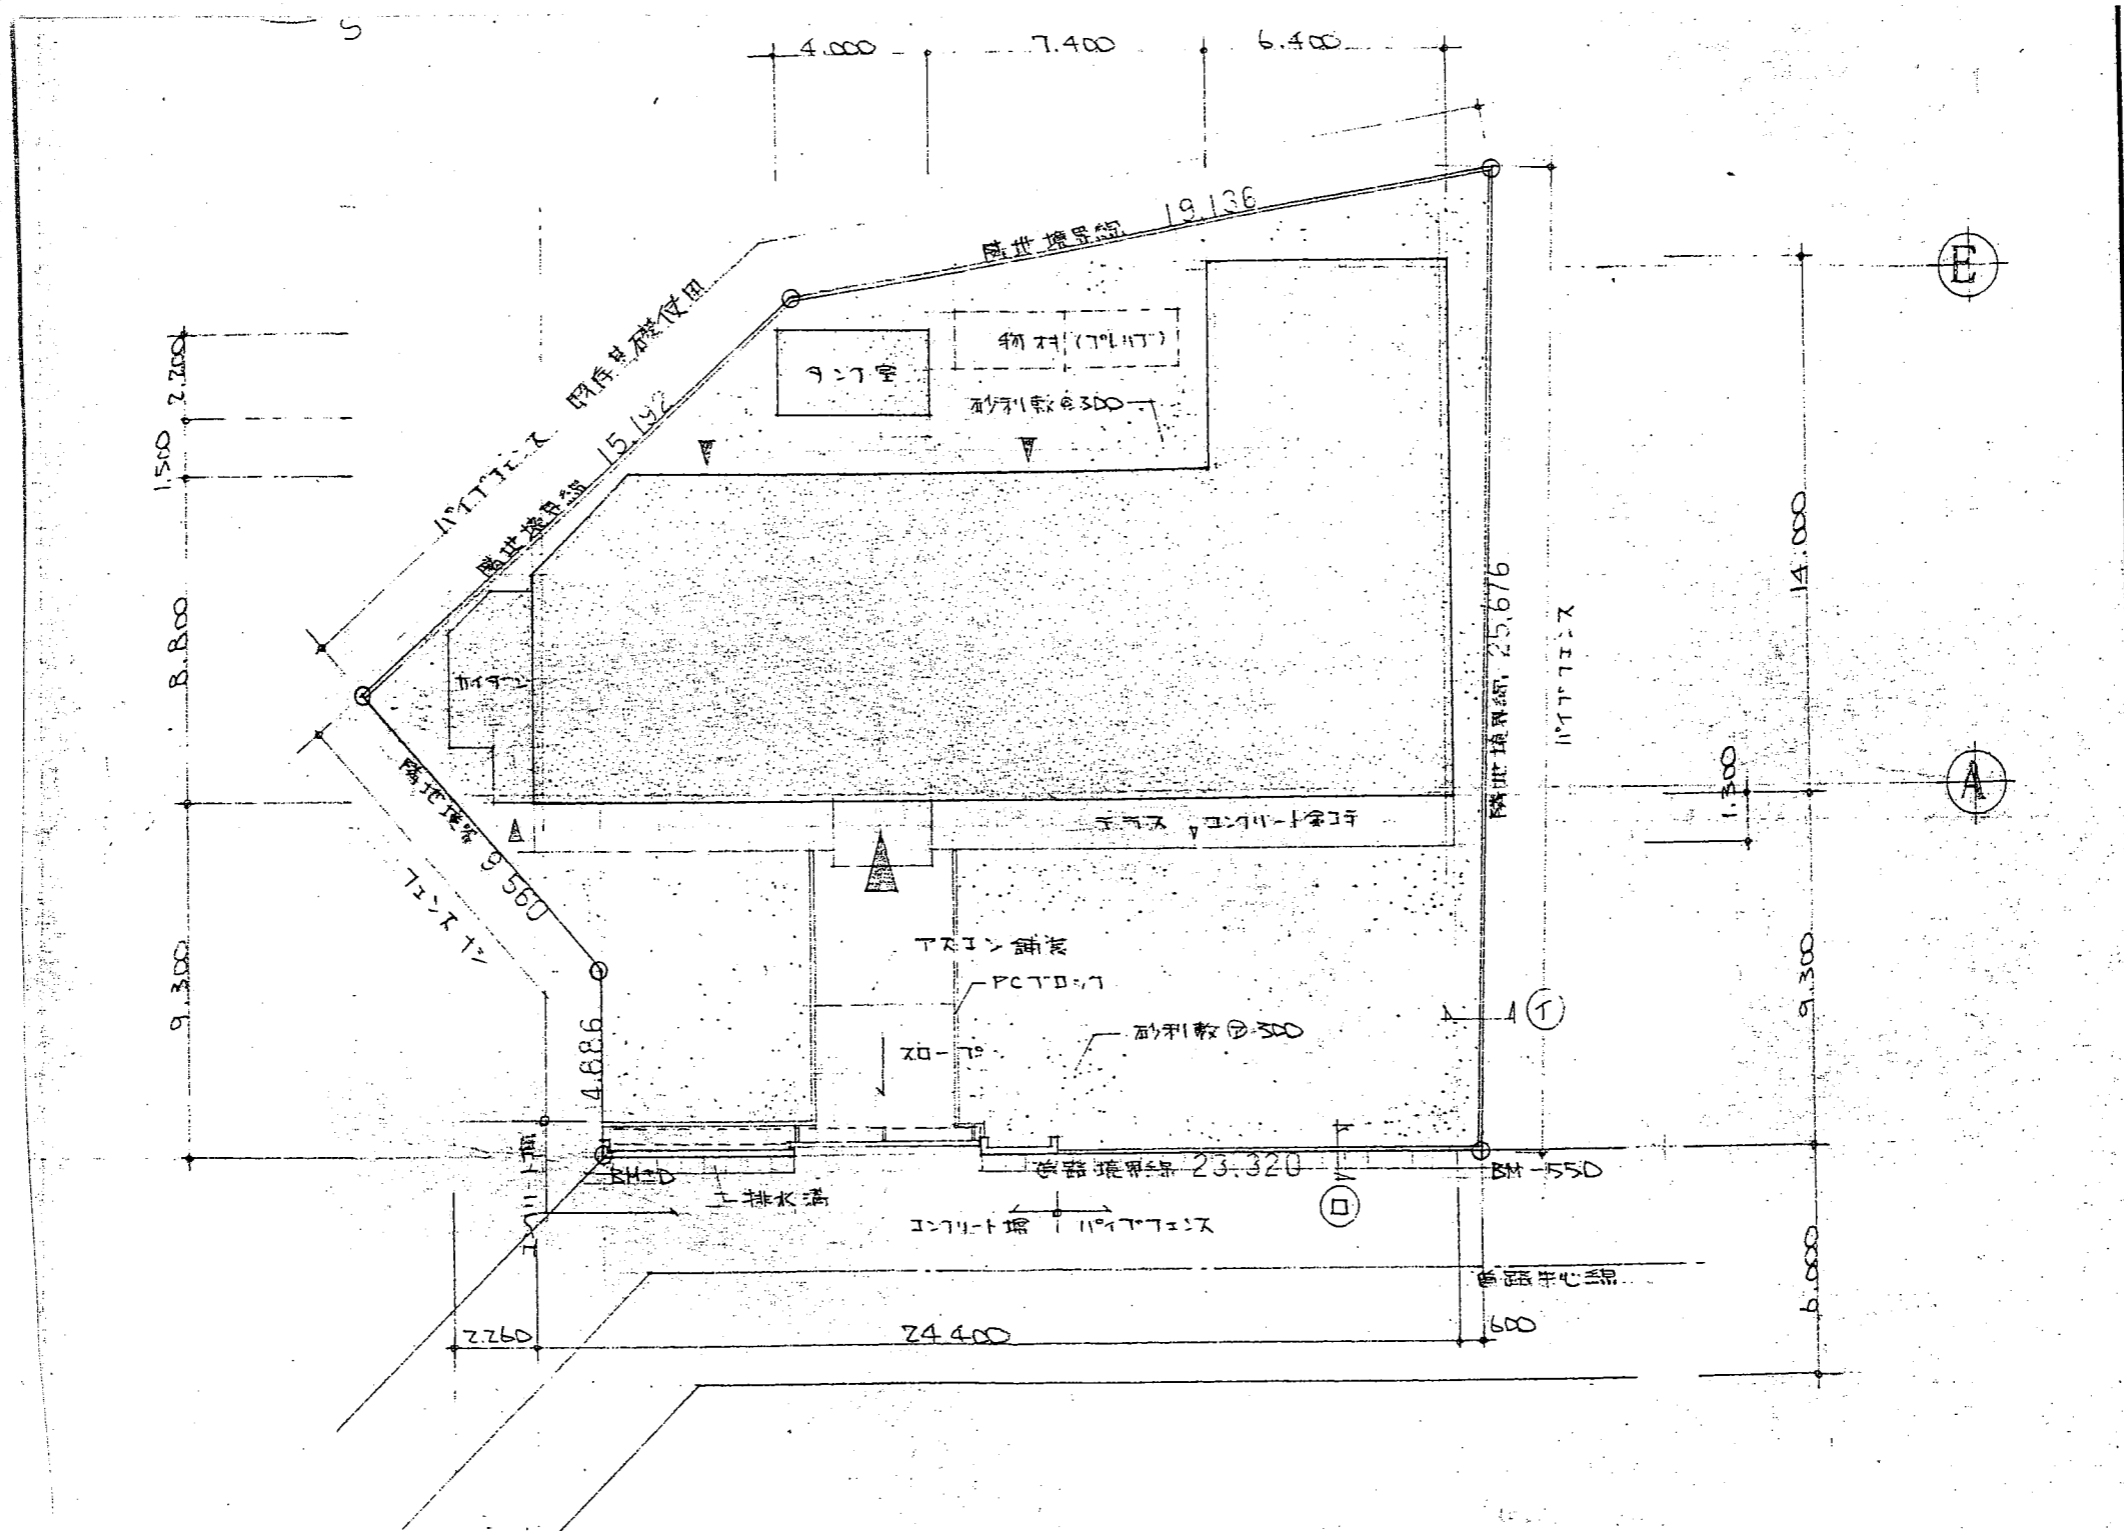 4.000
7.400
6.400
隣地境界線 19.136
E
既存基礎使用
物材(プレハブ)
タンク室
2.200
砂利敷@300
隣地境界線 15.192
パイプフェンス
1.500
14.000
隣地境界線 25.676
パイプフェンス
8.800
カイダン
A
1.300
隣地境界 9.560
テラス コンクリート金コテ
フェンスナシ
アスコン舗装
PCブロック
9.300
9.300
イ
砂利敷 300
スロープ
4.886
BM±0
道路境界線 23.320
BM-550
排水溝
コンクリート塀
パイプフェンス
ロ
道路中心線
6.000
2.260
24.400
600